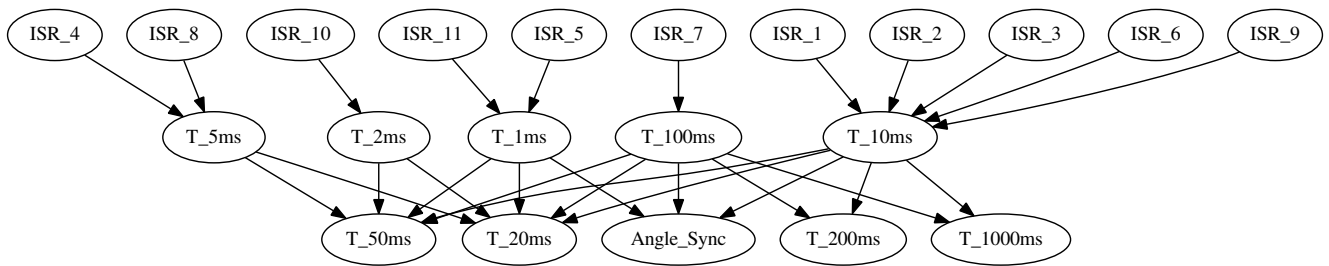 ISR_4
ISR_8
ISR_10
ISR_11
ISR_5
ISR_7
ISR_1
ISR_2
ISR_3
ISR_6
ISR_9
T_5ms
T_2ms
T_1ms
T_100ms
T_10ms
T_50ms
T_20ms
Angle_Sync
T_200ms
T_1000ms